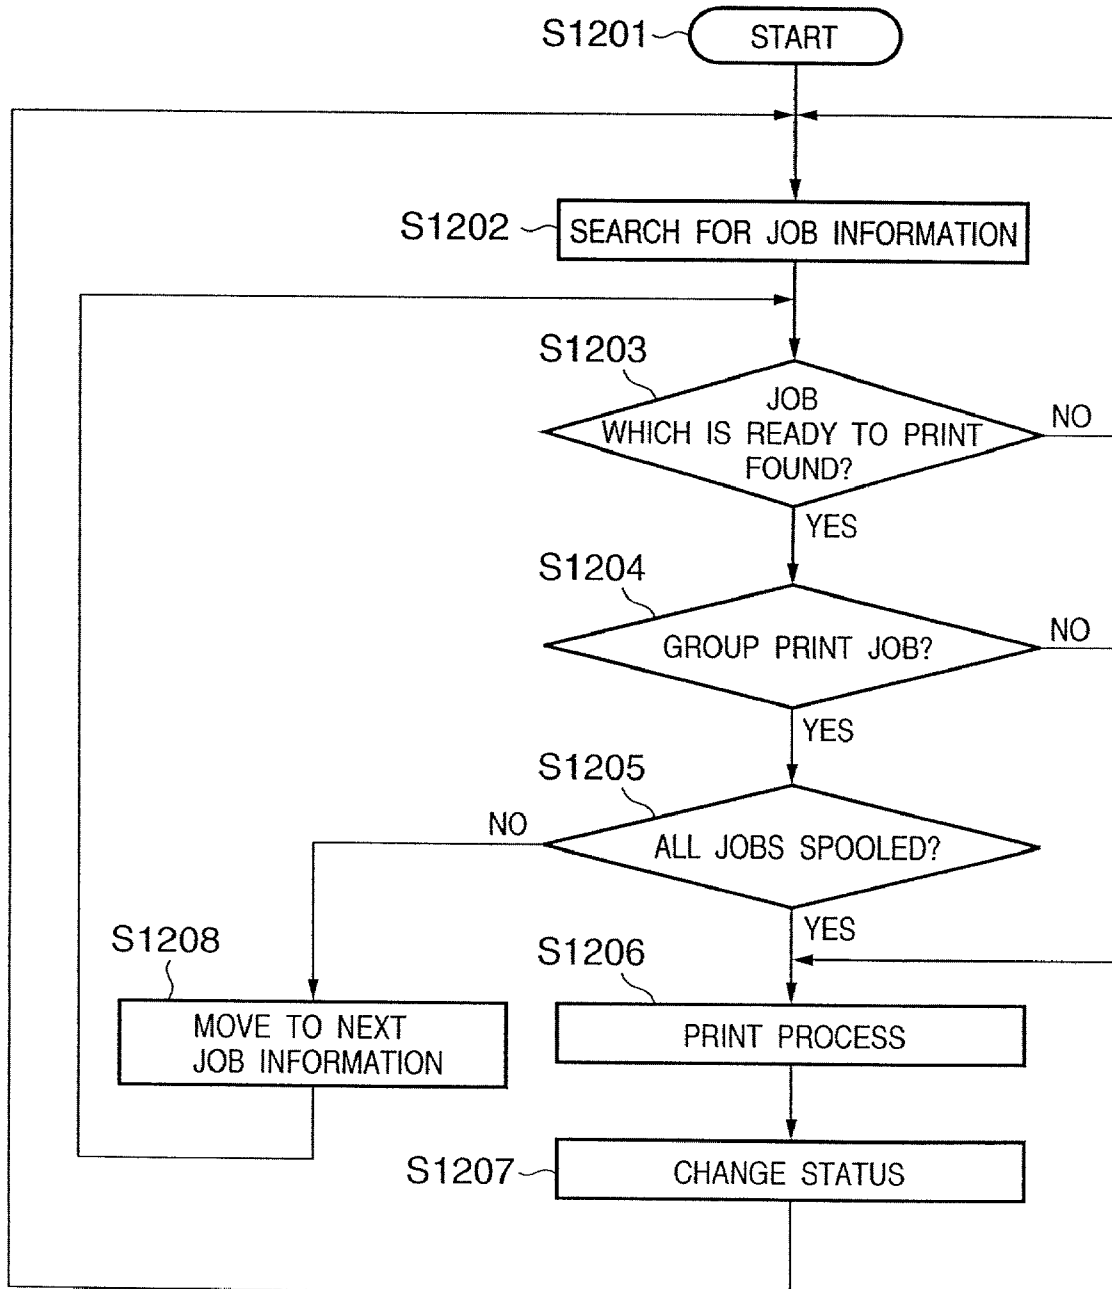 S1201
START
S1202
SEARCH FOR JOB INFORMATION
S1203
JOB
WHICH IS READY TO PRINT
FOUND?
NO
YES
S1204
GROUP PRINT JOB?
NO
YES
S1205
NO
ALL JOBS SPOOLED?
YES
S1208
MOVE TO NEXT
JOB INFORMATION
S1206
PRINT PROCESS
S1207
CHANGE STATUS